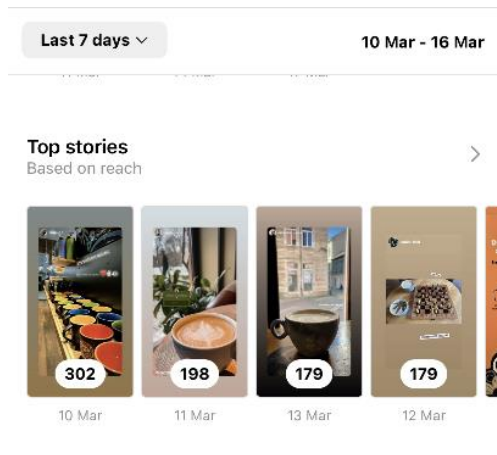 Last 7 days
10 Mar - 16 Mar
Top stories
Based on reach
302
198
179
179
10 Mar
11 Mar
13 Mar
12 Mar